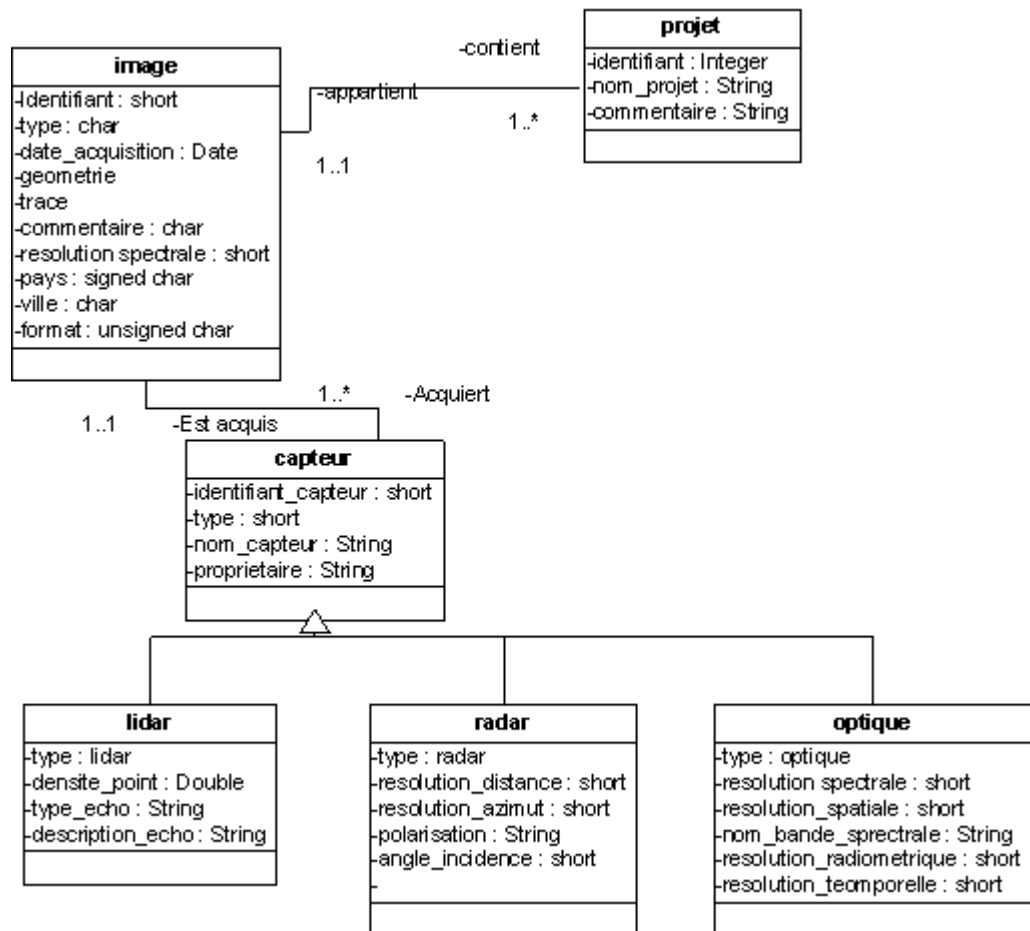 projet
-identifiant : Integer
-nom_projet : String
-commentaire : String
-contient
-appartient
1..*
1..1
image
-Identifiant : short
-type : char
-date_acquisition : Date
-geometrie
-trace
-commentaire : char
-resolution spectrale : short
-pays : signed char
-ville : char
-format : unsigned char
1..*
-Acquiert
1..1
-Est acquis
capteur
-identifiant_capteur : short
-type : short
-nom_capteur : String
-proprietaire : String
lidar
-type : lidar
-densite_point : Double
-type_echo : String
-description_echo : String
radar
-type : radar
-resolution_distance : short
-resolution_azimut : short
-polarisation : String
-angle_incidence : short
-
optique
-type : optique
-resolution spectrale : short
-resolution_spatiale : short
-nom_bande_sprectrale : String
-resolution_radiometrique : short
-resolution_teomporelle : short